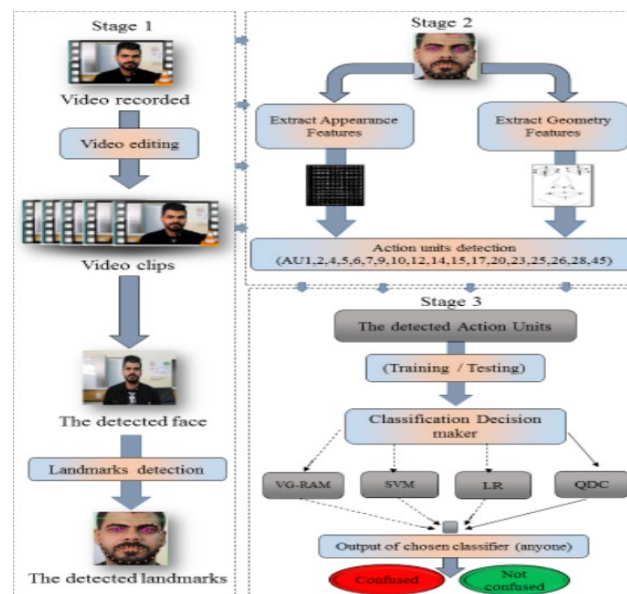 Stage 1
Video recorded
Video editing
Video clips
The detected face
Landmarks detection
The detected landmarks
Stage 2
Extract Appearance
Features
Extract Geometry
Features
Action units detection
(AU1,2,4,5,6,7,9,10,12,14,15,17,20,23,25,26,28,45)
Stage 3
The detected Action Units
(Training / Testing)
Classification Decision
maker
VG-RAM
SVM
LR
QDC
Output of chosen classifier (anyone)
Confused
Not
confused